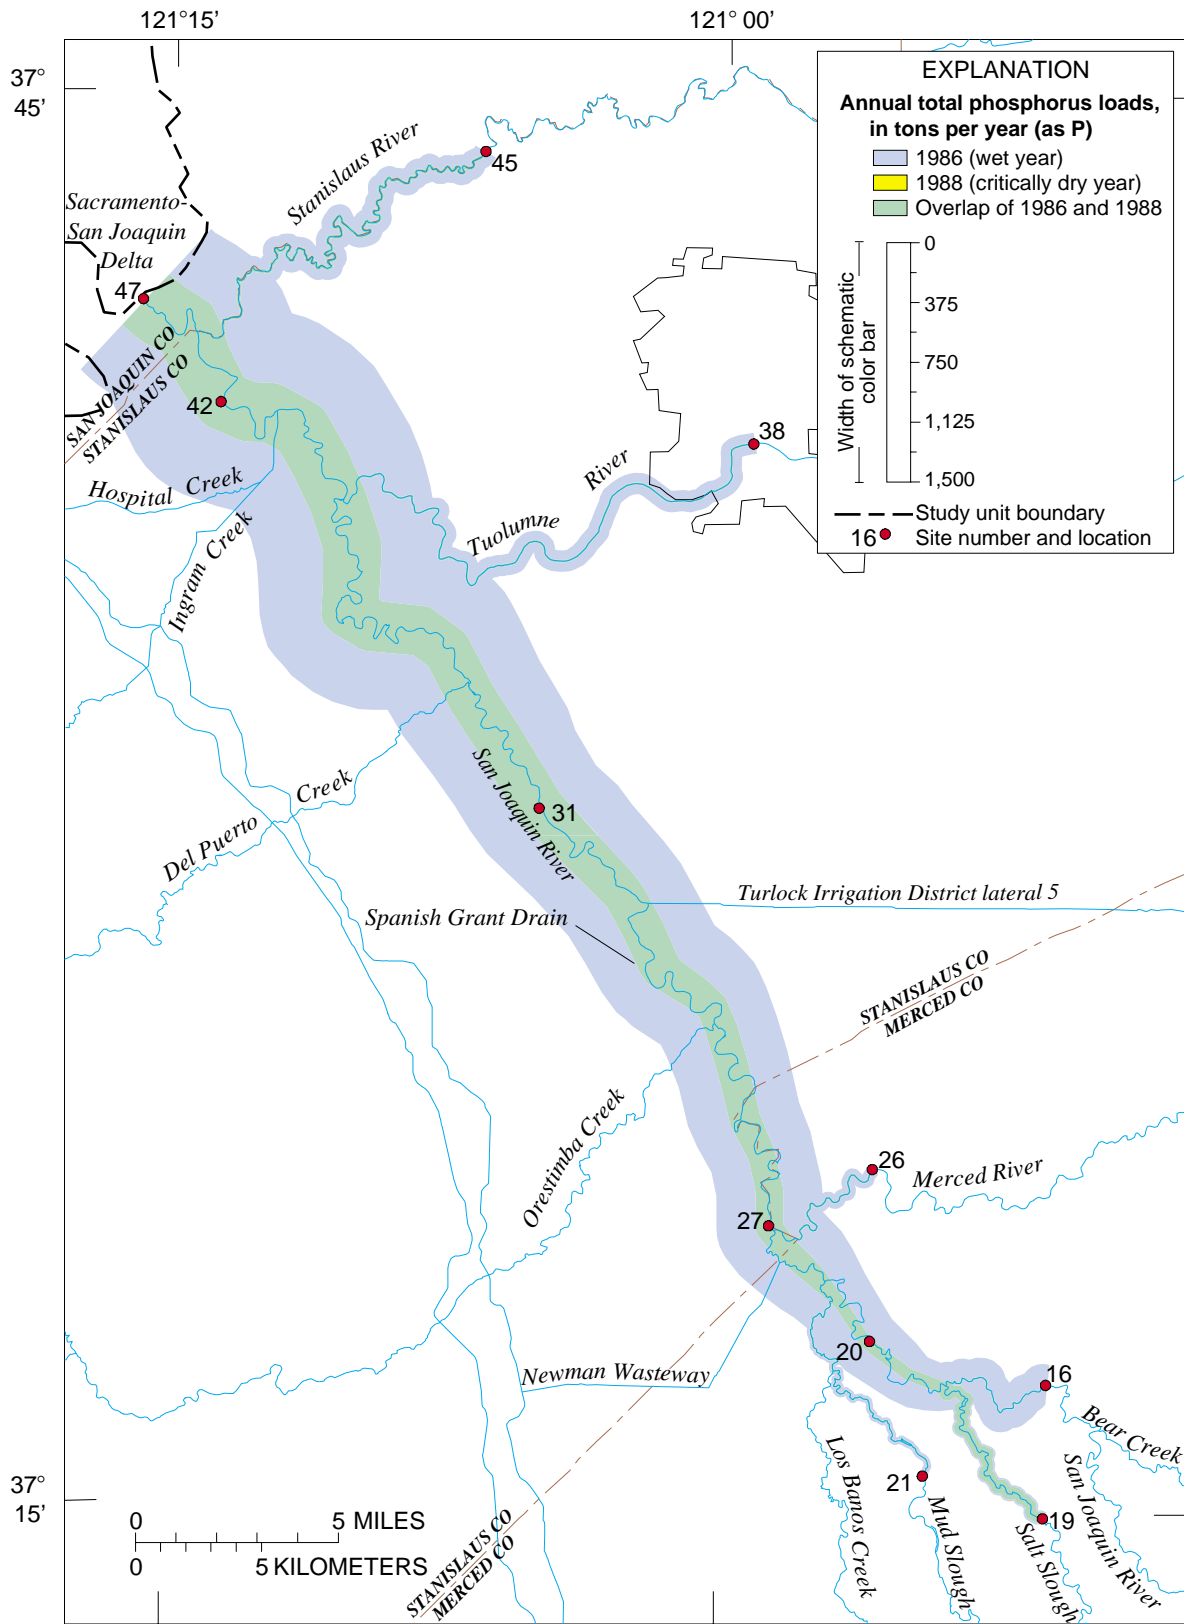 121°15’
121°00’
37°
45’
EXPLANATION
Annual total phosphorus loads,
in tons per year (as P)
1986 (wet year)
1988 (critically dry year)
Overlap of 1986 and 1988
Width of schematic
color bar
0
375
750
1,125
1,500
Study unit boundary
16 Site number and location
Stanislaus River
45
Sacramento-
San Joaquin
Delta
47
SAN JOAQUIN CO
STANISLAUS CO
42
38
Hospital Creek
Tuolumne River
Ingram Creek
San Joaquin River
31
Del Puerto Creek
Turlock Irrigation District lateral 5
Spanish Grant Drain
STANISLAUS CO
MERCED CO
Orestimba Creek
26
Merced River
27
20
Newman Wasteway
16
Bear Creek
Los Banos Creek
21
Mud Slough
19
Salt Slough
San Joaquin River
37°
15’
0 5 MILES
0 5 KILOMETERS
STANISLAUS CO
MERCED CO